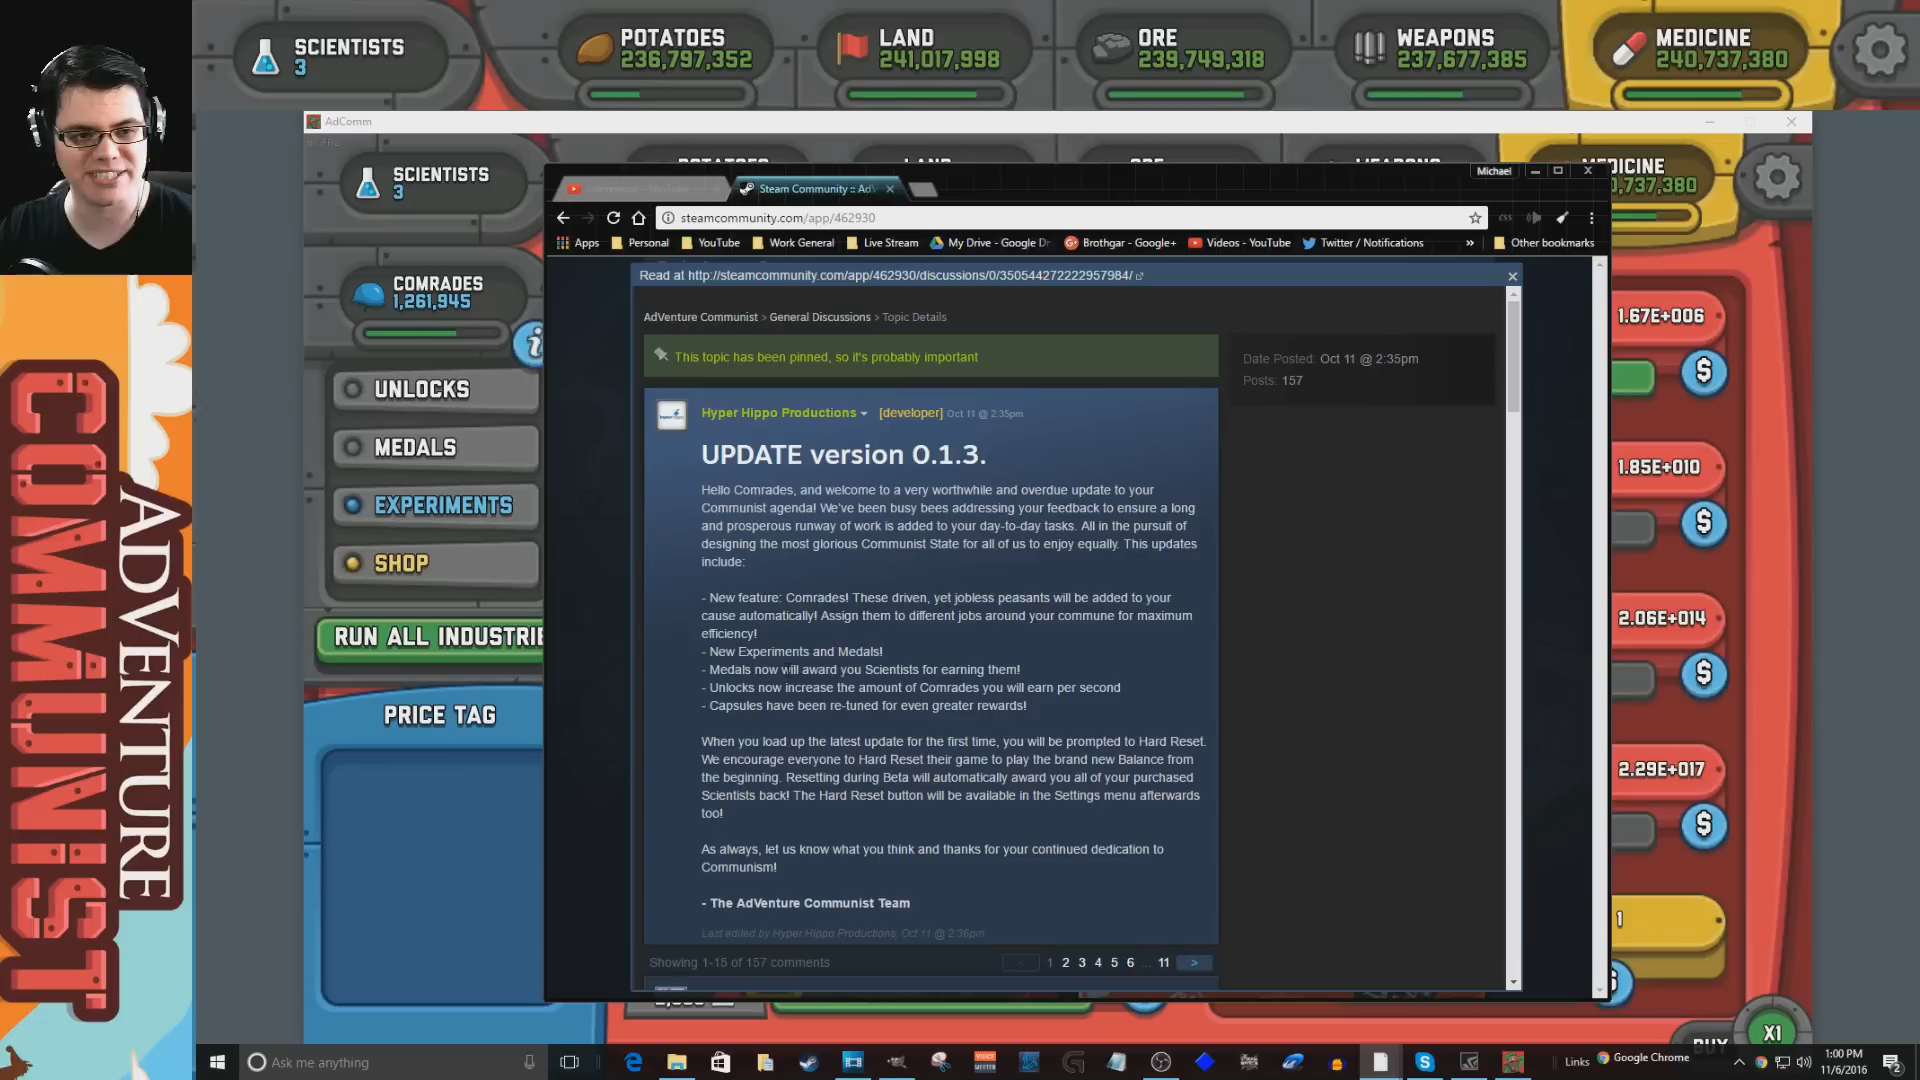 SCIENTISTS
3
POTATOES
236,797,352
LAND
241,017,998
ORE
239,749,318
WEAPONS
237,677,385
MEDICINE
240,737,380
AdComm
SCIENTISTS
3
COMRADES
1,261,945
UNLOCKS
MEDALS
EXPERIMENTS
SHOP
RUN ALL INDUSTRIE
PRICE TAG
ADVENTURE
COMMUNIST
Steam Community :: Ad
Michael
steamcommunity.com/app/462930
Apps
Personal
YouTube
Work General
Live Stream
My Drive - Google Dr
Brothgar - Google+
Videos - YouTube
Twitter / Notifications
»
Other bookmarks
Read at http://steamcommunity.com/app/462930/discussions/0/350544272222957984/
AdVenture Communist > General Discussions > Topic Details
This topic has been pinned, so it's probably important
Date Posted: Oct 11 @ 2:35pm
Posts: 157
Hyper Hippo Productions [developer] Oct 11 @ 2:35pm
UPDATE version 0.1.3.
Hello Comrades, and welcome to a very worthwhile and overdue update to your
Communist agenda! We've been busy bees addressing your feedback to ensure a long
and prosperous runway of work is added to your day-to-day tasks. All in the pursuit of
designing the most glorious Communist State for all of us to enjoy equally. This updates
include:
- New feature: Comrades! These driven, yet jobless peasants will be added to your
cause automatically! Assign them to different jobs around your commune for maximum
efficiency!
- New Experiments and Medals!
- Medals now will award you Scientists for earning them!
- Unlocks now increase the amount of Comrades you will earn per second
- Capsules have been re-tuned for even greater rewards!
When you load up the latest update for the first time, you will be prompted to Hard Reset.
We encourage everyone to Hard Reset their game to play the brand new Balance from
the beginning. Resetting during Beta will automatically award you all of your purchased
Scientists back! The Hard Reset button will be available in the Settings menu afterwards
too!
As always, let us know what you think and thanks for your continued dedication to
Communism!
- The AdVenture Communist Team
Last edited by Hyper Hippo Productions; Oct 11 @ 2:36pm
Showing 1-15 of 157 comments
< 1 2 3 4 5 6 ... 11 >
MEDICINE
,737,380
1.67E+006
$
1.85E+010
$
2.06E+014
$
2.29E+017
$
1
BUY
X1
Ask me anything
Links
Google Chrome
1:00 PM
11/6/2016
2